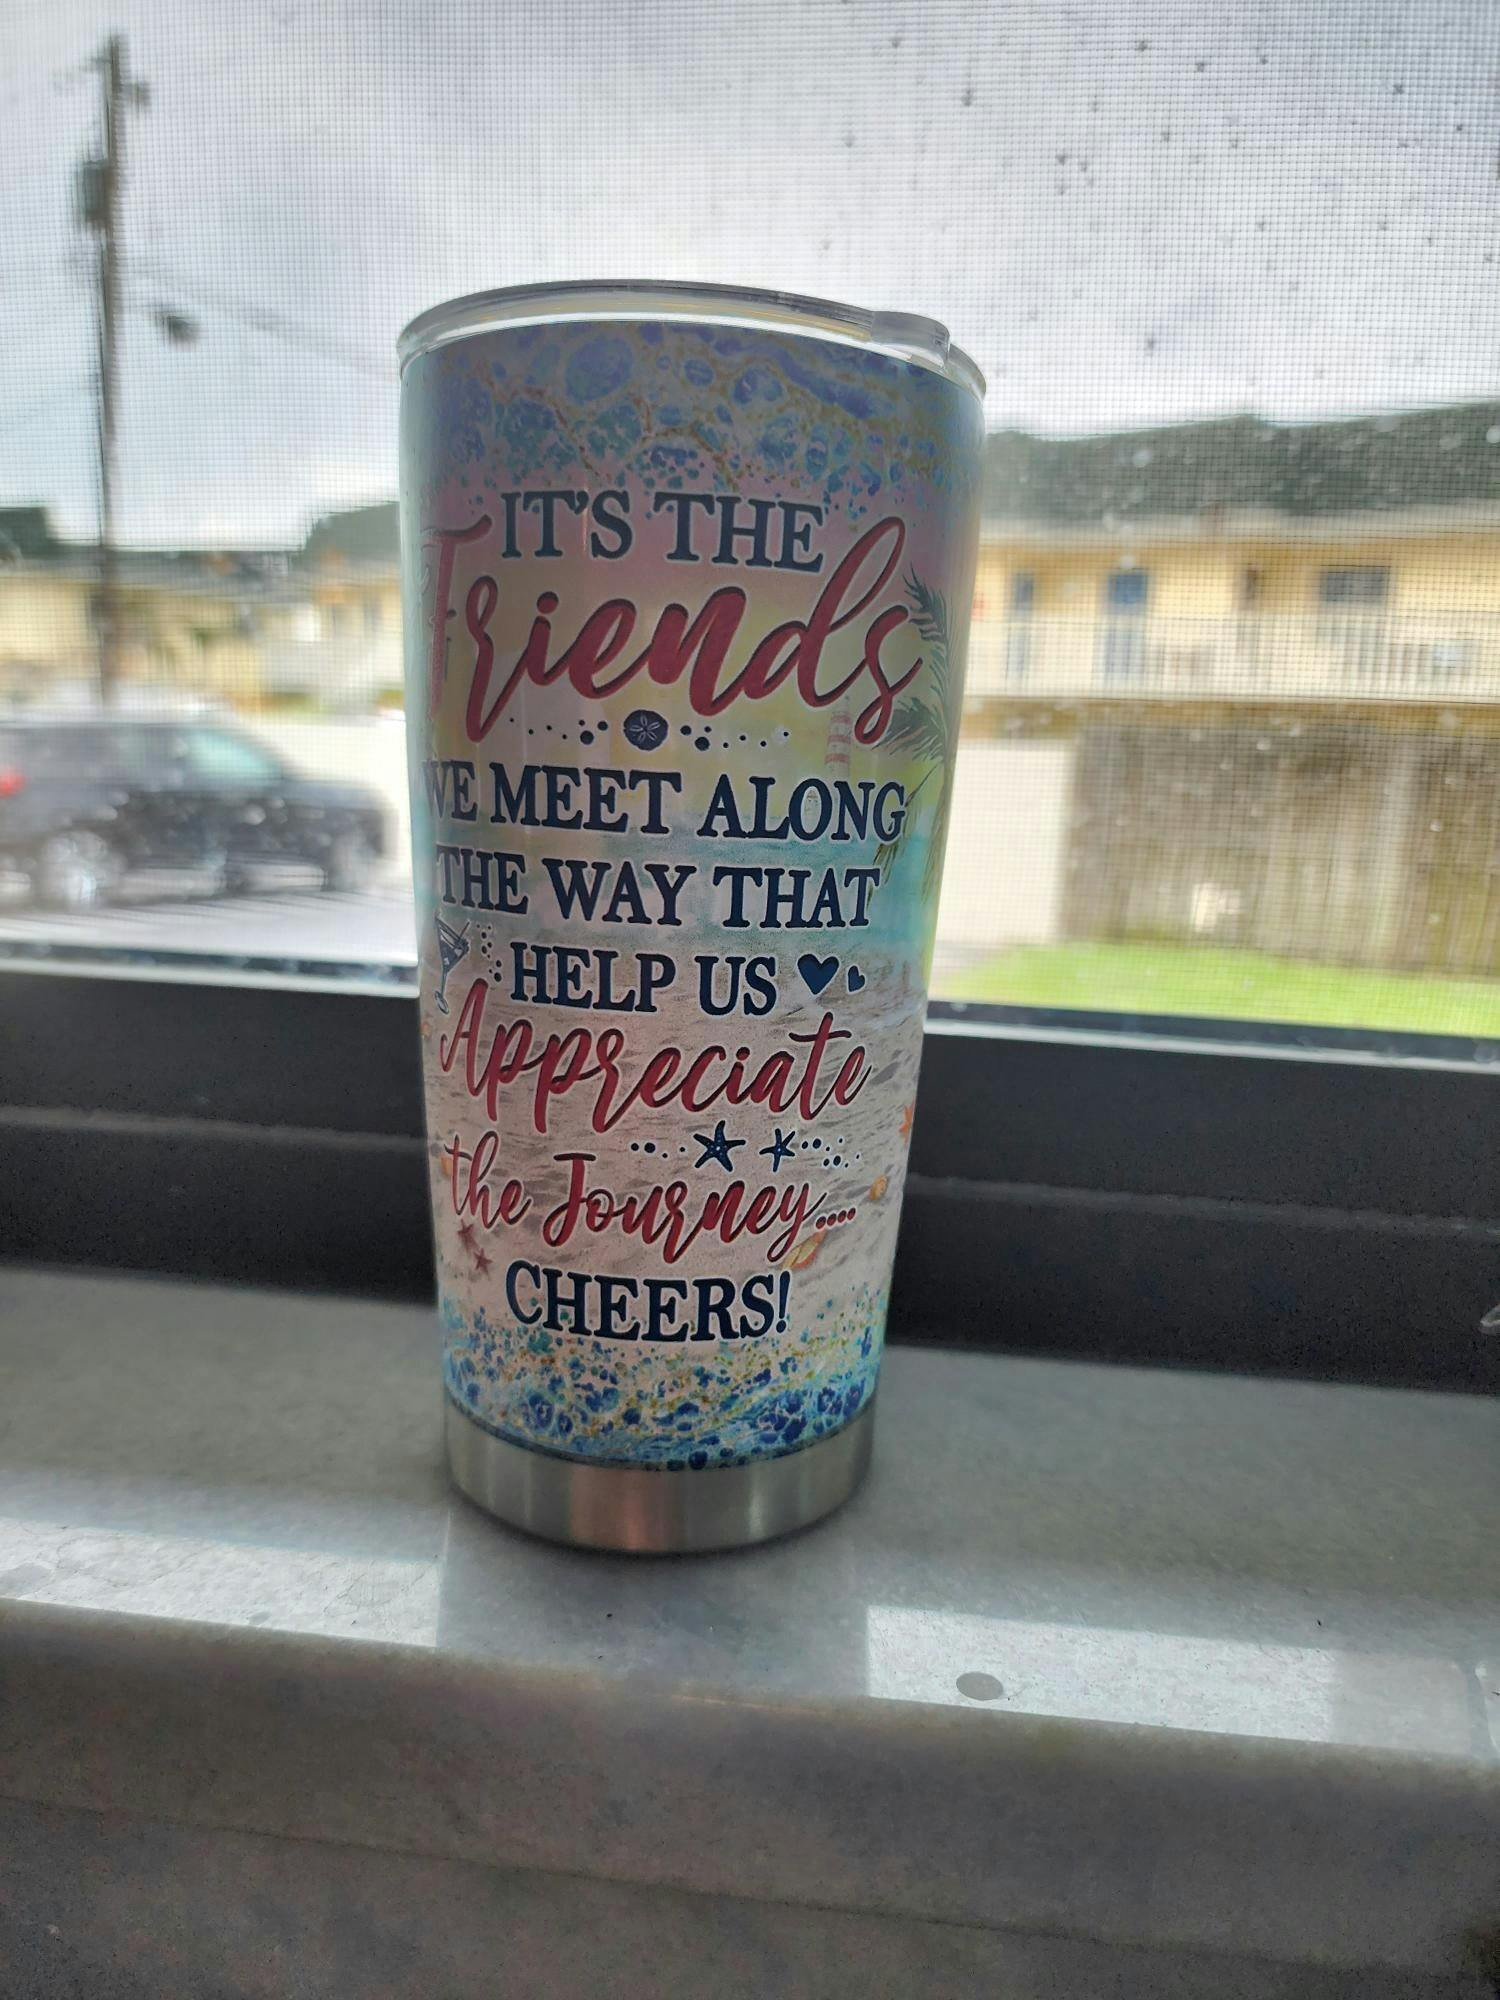 IT'S THE
Friends
WE MEET ALONG
THE WAY THAT
HELP US
Appreciate
the Journey....
CHEERS!